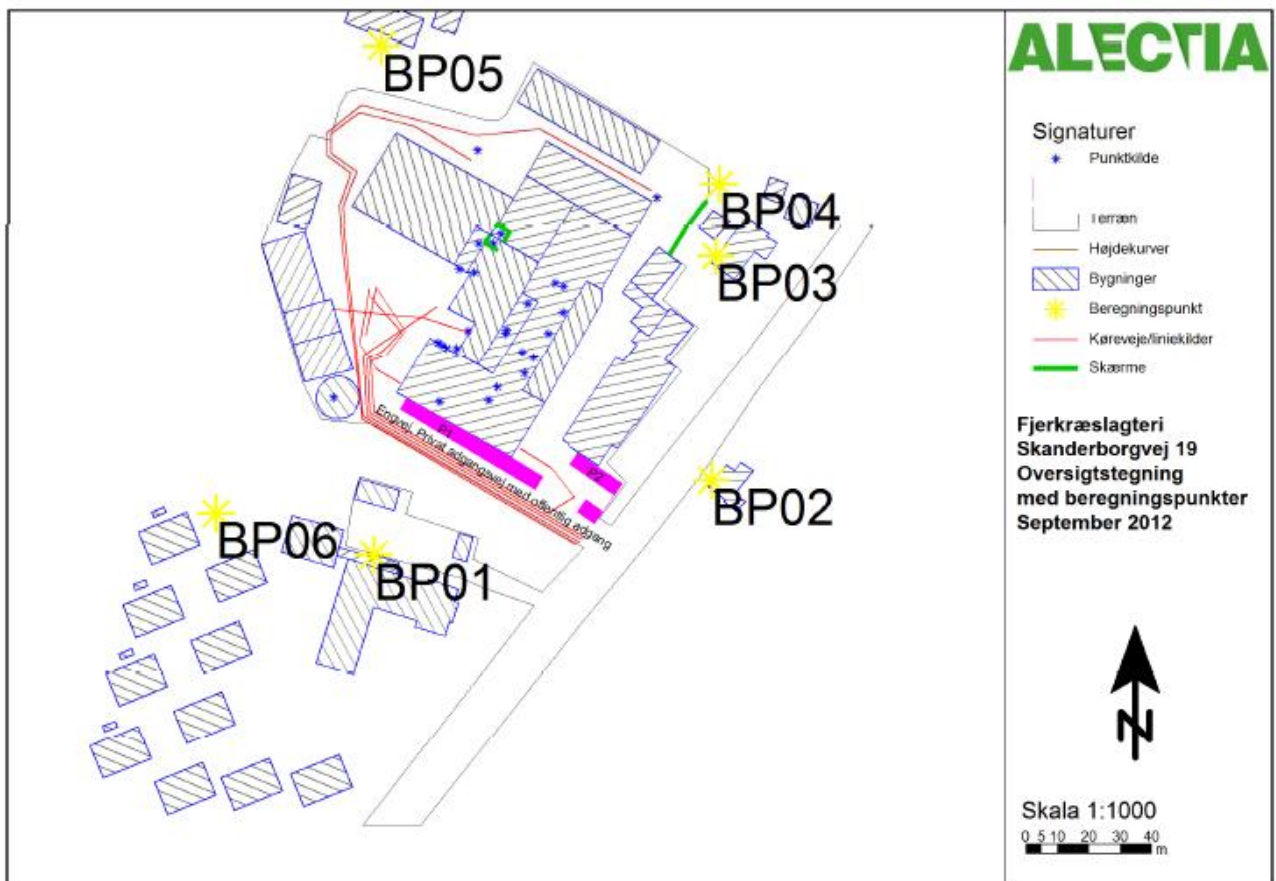 BP05
BP04
BP03
P1
Engvej. Privat adgangsvej med offentlig adgang
P2
BP02
BP06
BP01
ALECTIA
Signaturer
Punktkilde
Terræn
Højdekurver
Bygninger
Beregningspunkt
Køreveje/liniekilder
Skærme
Fjerkræslagteri
Skanderborgvej 19
Oversigtstegning
med beregningspunkter
September 2012
N
Skala 1:1000
0 5 10 20 30 40
m